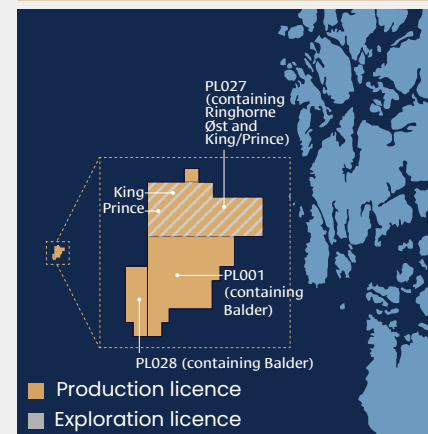 PL027
(containing
Ringhorne
Øst and
King/Prince)
King
Prince
PL001
(containing
Balder)
PL028 (containing Balder)
Production licence
Exploration licence